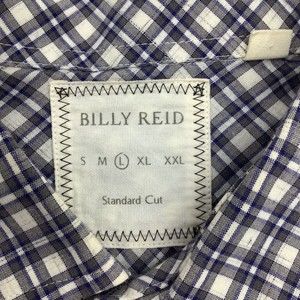 BILLY REID
S M L XL XXL
Standard Cut